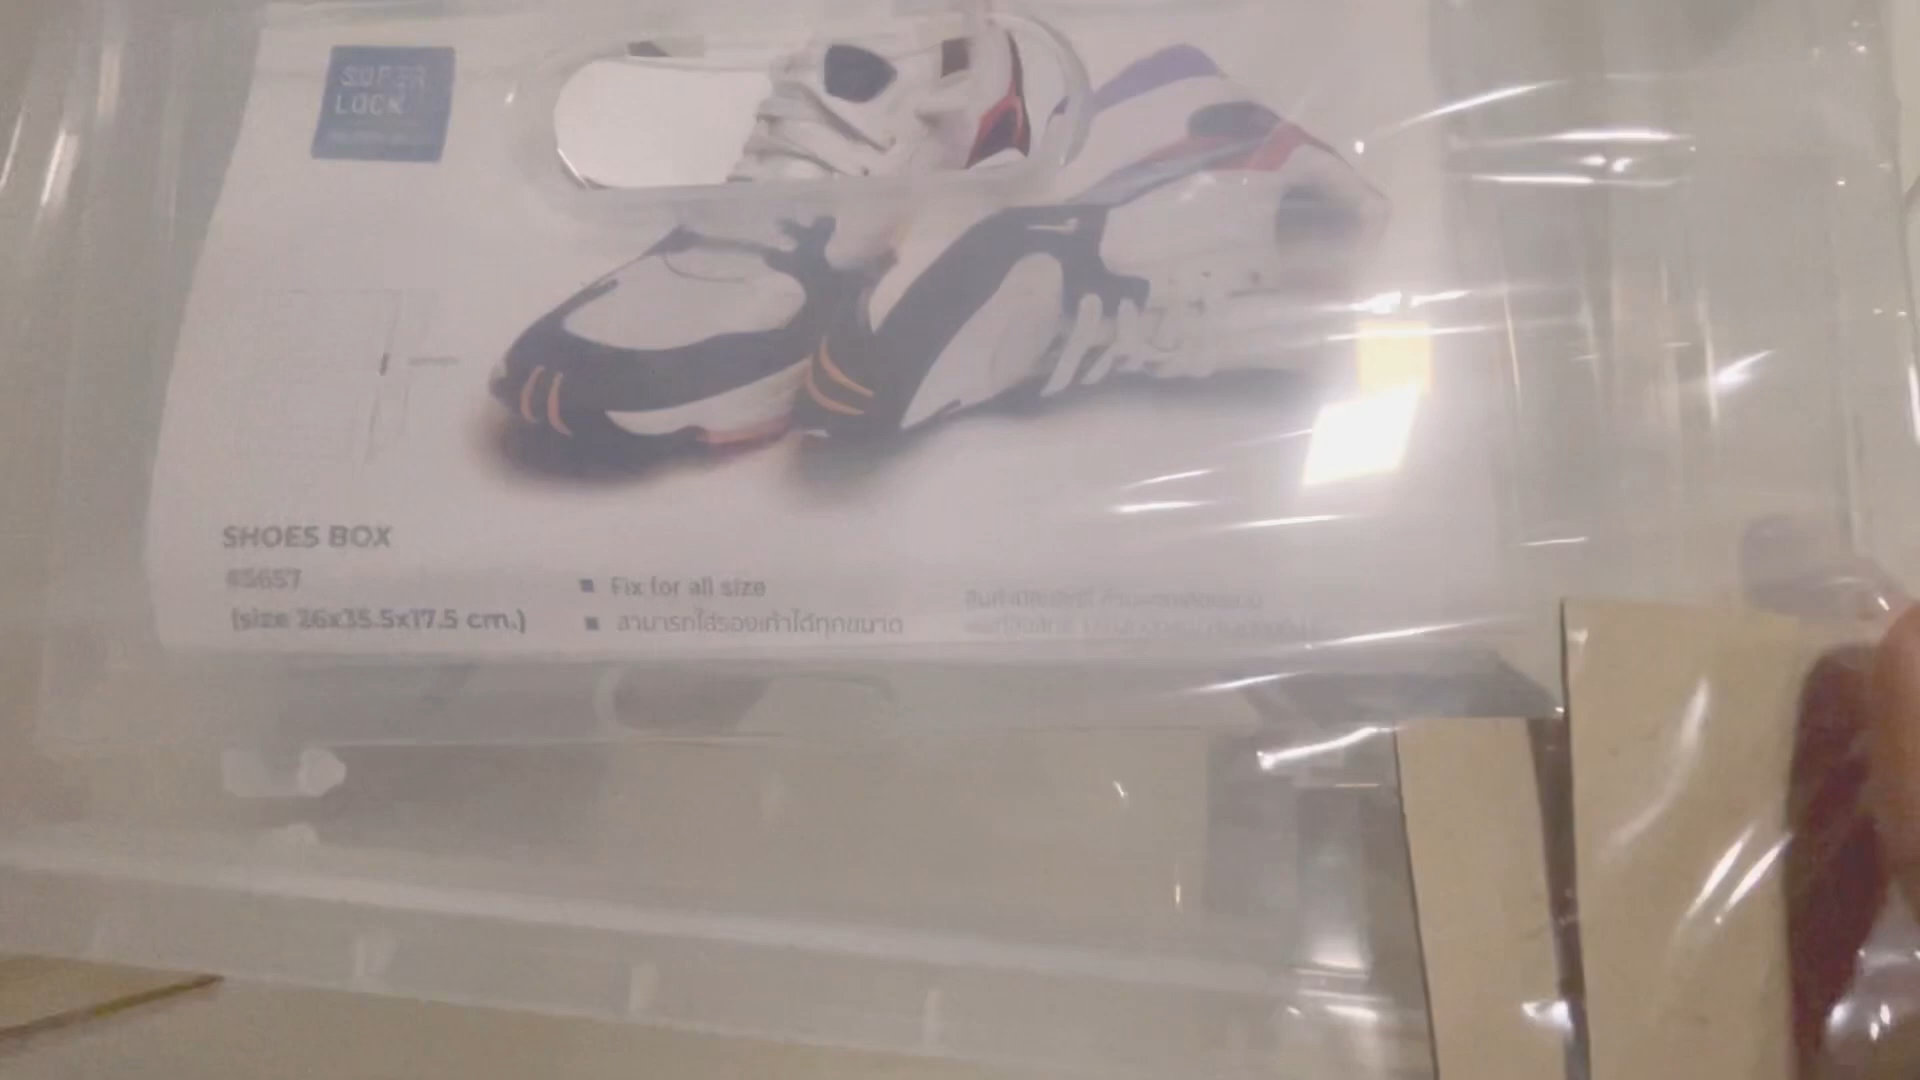 SUPER
LOCK
SHOES BOX
#5657
(size 26x35.5x17.5 cm.)
Fix for all size
สามารถใส่รองเท้าได้ทุกขนาด